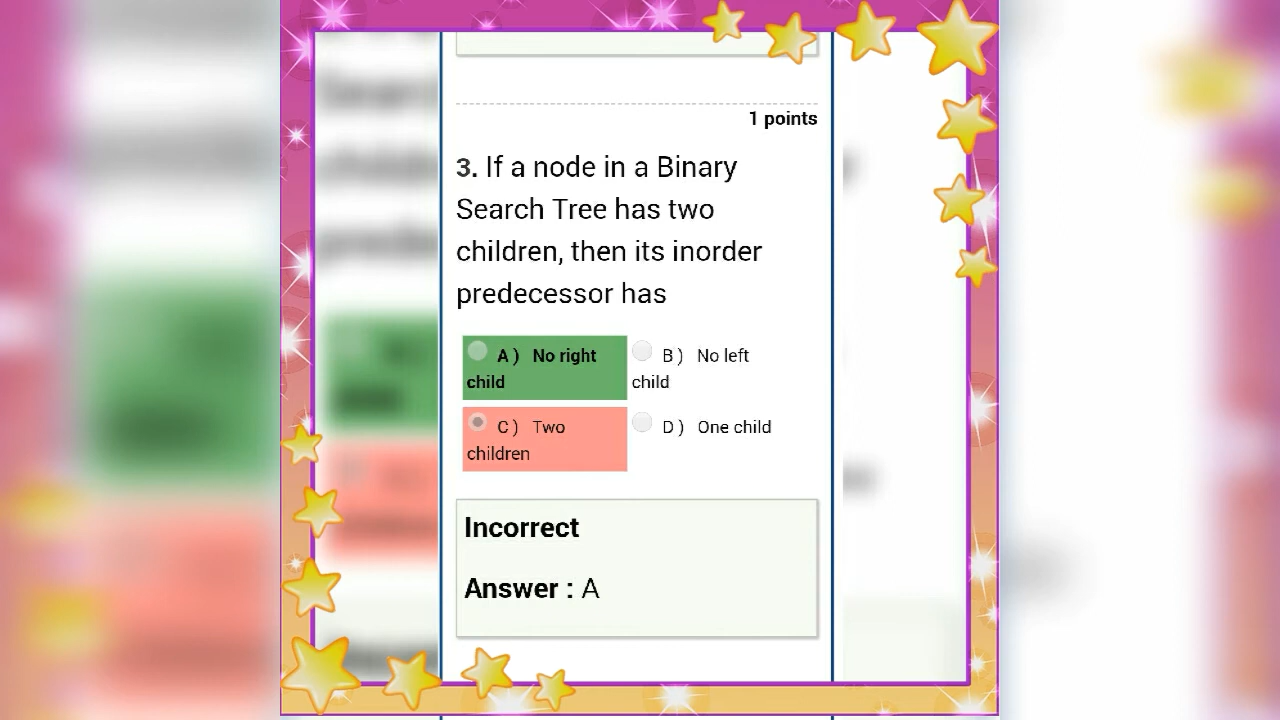 1 points
3. If a node in a Binary
Search Tree has two
children, then its inorder
predecessor has
A ) No right
child
B ) No left
child
C ) Two
children
D ) One child
Incorrect
Answer : A